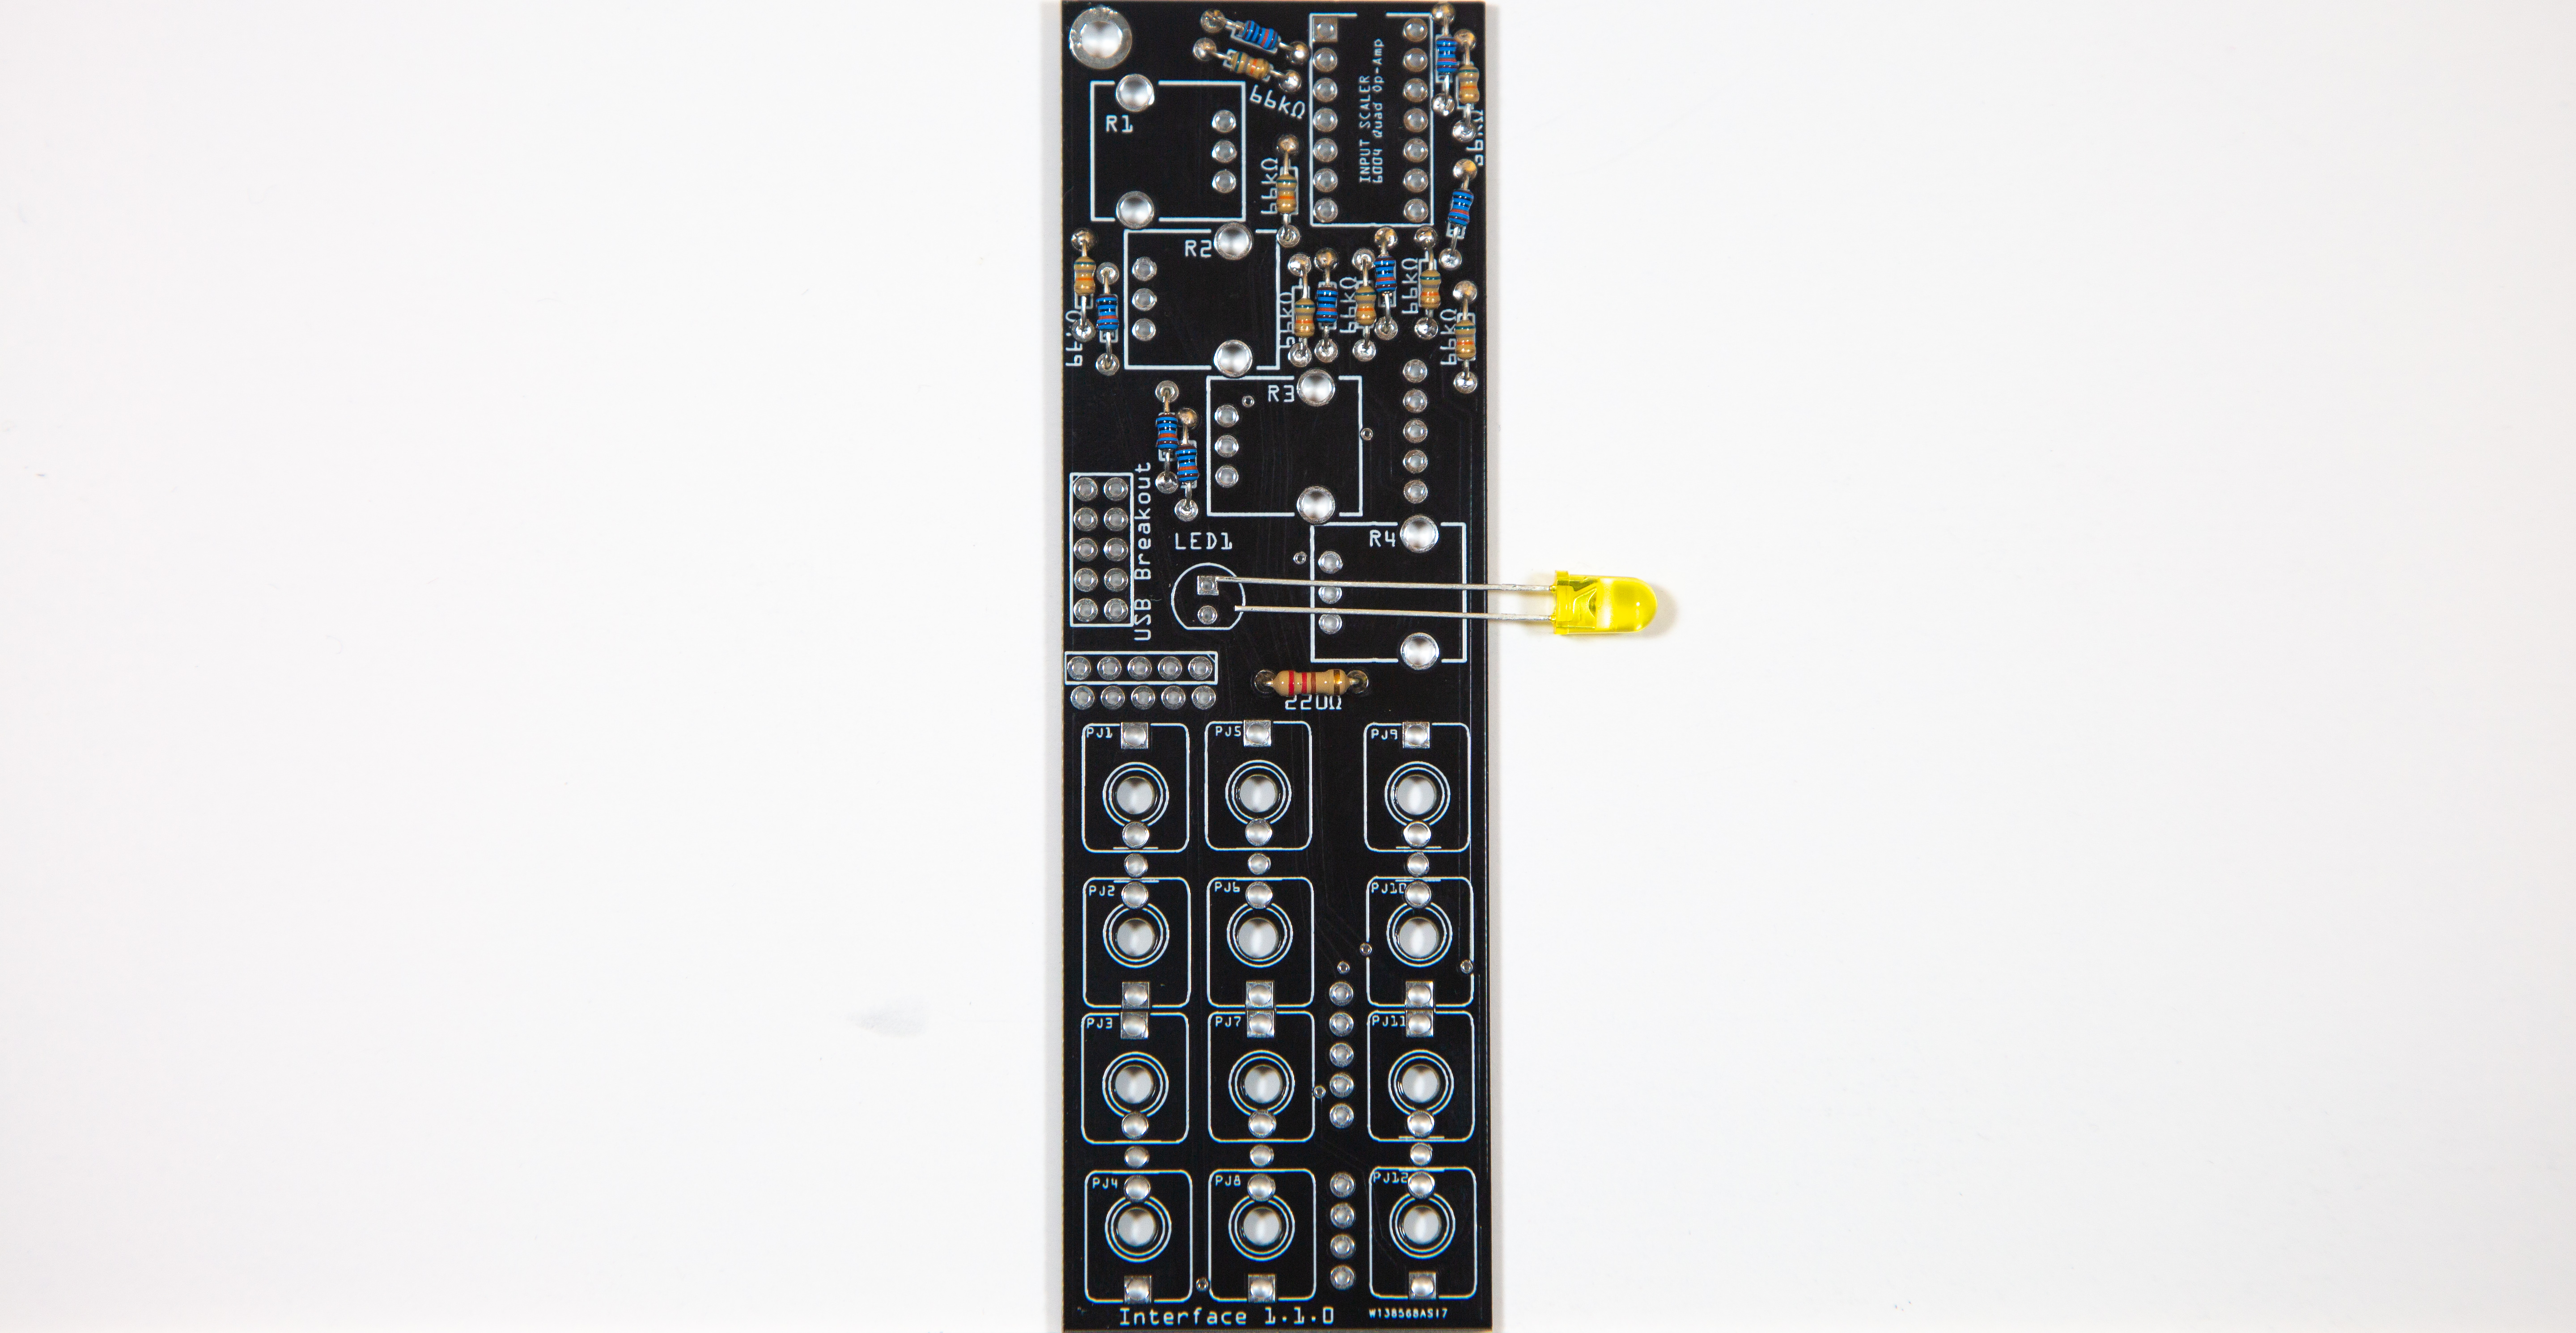 66kΩ
INPUT SCALER
6004 quad Op-Amp
R1
66kΩ
R2
66kΩ
66kΩ
66kΩ
66kΩ
R3
USB Breakout
LED1
R4
220Ω
PJ1
PJ5
PJ9
PJ2
PJ6
PJ10
PJ3
PJ7
PJ11
PJ4
PJ8
PJ12
Interface 1.1.0
W138568AS17